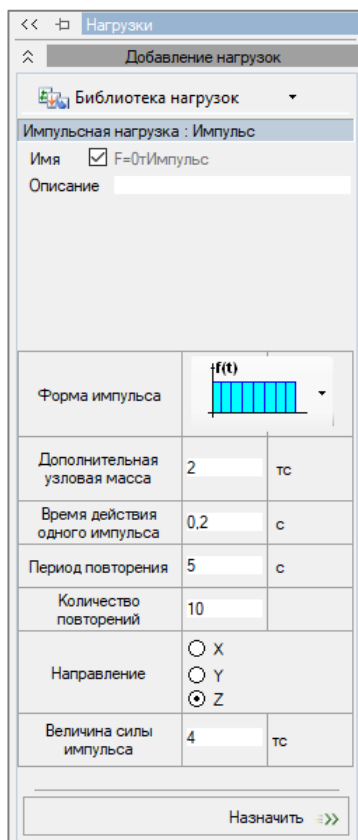 Нагрузки
Добавление нагрузок
Библиотека нагрузок
Импульсная нагрузка : Импульс
Имя F=0тИмпульс
Описание
Форма импульса
f(t)
Дополнительная
узловая масса
2 тс
Время действия
одного импульса
0,2 с
Период повторения 5 с
Количество
повторений
10
Направление
X
Y
Z
Величина силы
импульса
4 тс
Назначить